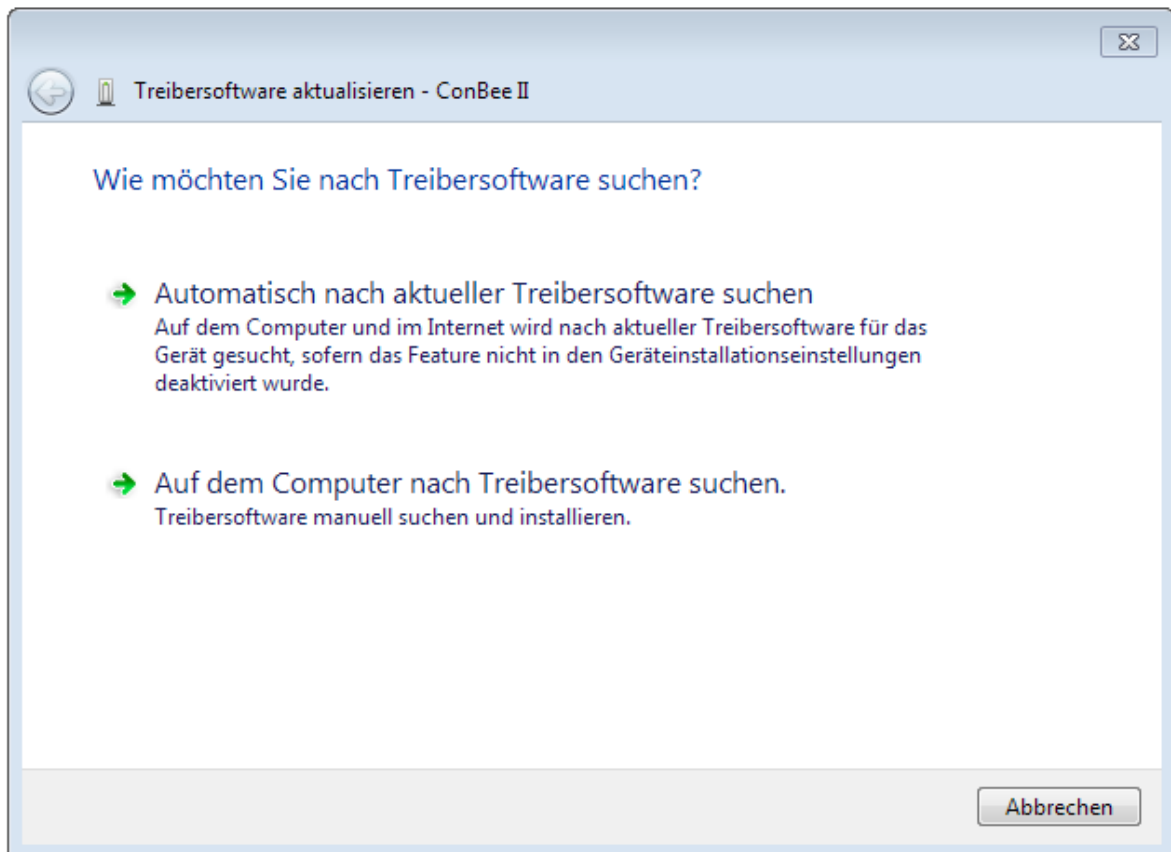 Treibersoftware aktualisieren - ConBee II
Wie möchten Sie nach Treibersoftware suchen?
Automatisch nach aktueller Treibersoftware suchen
Auf dem Computer und im Internet wird nach aktueller Treibersoftware für das
Gerät gesucht, sofern das Feature nicht in den Geräteinstallationseinstellungen
deaktiviert wurde.
Auf dem Computer nach Treibersoftware suchen.
Treibersoftware manuell suchen und installieren.
Abbrechen